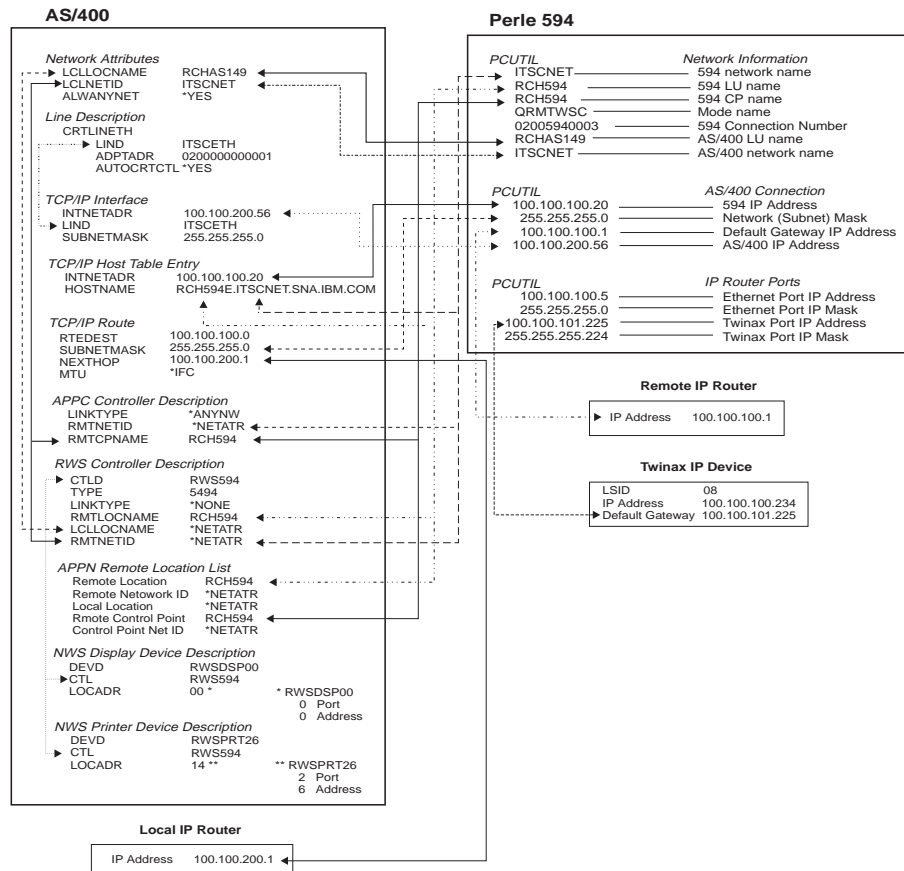 AS/400
Network Attributes
LCLLOCNAME RCHAS149
LCLNETID ITSCNET
ALWANYNET *YES
Line Description
CRTLINETH
LIND ITSCETH
ADPTADR 0200000000001
AUTOCRTCTL *YES
TCP/IP Interface
INTNETADR 100.100.200.56
LIND ITSCETH
SUBNETMASK 255.255.255.0
TCP/IP Host Table Entry
INTNETADR 100.100.100.20
HOSTNAME RCH594E.ITSCNET.SNA.IBM.COM
TCP/IP Route
RTEDEST 100.100.100.0
SUBNETMASK 255.255.255.0
NEXTHOP 100.100.200.1
MTU *IFC
APPC Controller Description
LINKTYPE *ANYNW
RMTNETID *NETATR
RMTCPNAME RCH594
RWS Controller Description
CTLD RWS594
TYPE 5494
LINKTYPE *NONE
RMTLOCNAME RCH594
LCLLOCNAME *NETATR
RMTNETID *NETATR
APPN Remote Location List
Remote Location RCH594
Remote Netowork ID *NETATR
Local Location *NETATR
Rmote Control Point RCH594
Control Point Net ID *NETATR
NWS Display Device Description
DEVD RWSDSP00
CTL RWS594
LOCADR 00 * * RWSDSP00
0 Port
0 Address
NWS Printer Device Description
DEVD RWSPRT26
CTL RWS594
LOCADR 14 ** ** RWSPRT26
2 Port
6 Address
Local IP Router
IP Address 100.100.200.1
Perle 594
PCUTIL Network Information
ITSCNET 594 network name
RCH594 594 LU name
RCH594 594 CP name
QRMTWSC Mode name
02005940003 594 Connection Number
RCHAS149 AS/400 LU name
ITSCNET AS/400 network name
PCUTIL AS/400 Connection
100.100.100.20 594 IP Address
255.255.255.0 Network (Subnet) Mask
100.100.100.1 Default Gateway IP Address
100.100.200.56 AS/400 IP Address
PCUTIL IP Router Ports
100.100.100.5 Ethernet Port IP Address
255.255.255.0 Ethernet Port IP Mask
100.100.101.225 Twinax Port IP Address
255.255.255.224 Twinax Port IP Mask
Remote IP Router
IP Address 100.100.100.1
Twinax IP Device
LSID 08
IP Address 100.100.100.234
Default Gateway 100.100.101.225